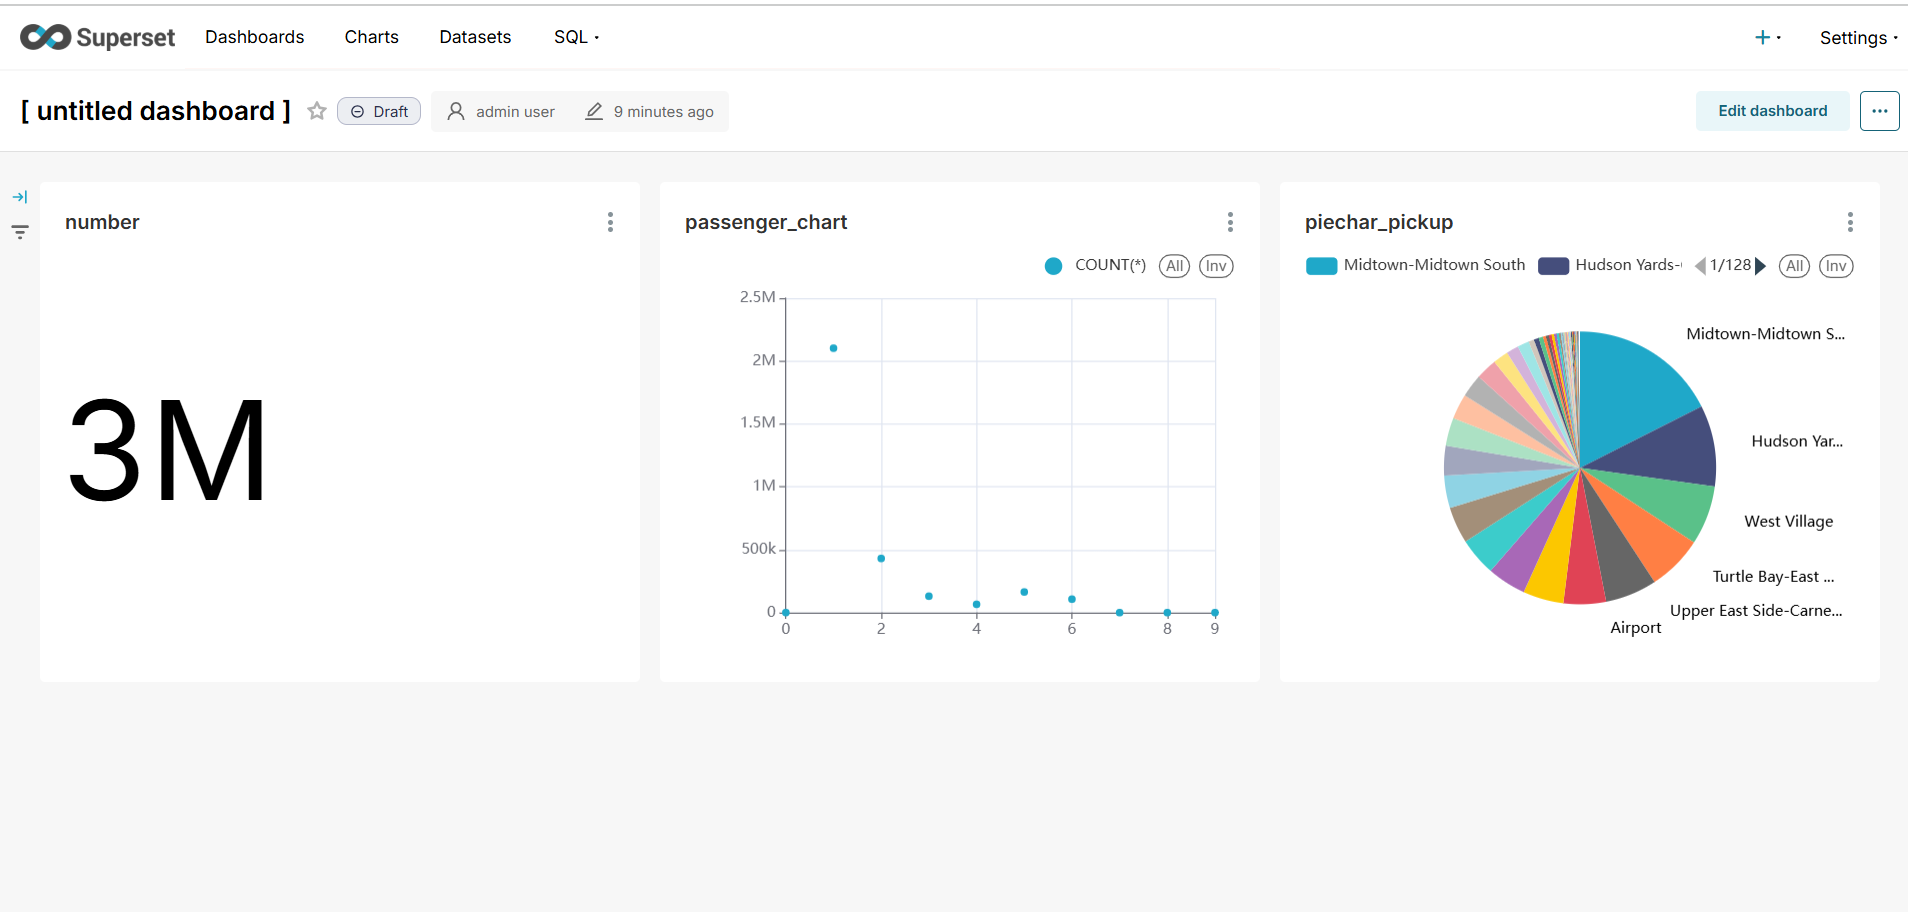 Superset Dashboards Charts Datasets SQL Settings
[ untitled dashboard ] Draft admin user 9 minutes ago Edit dashboard
number
3M
passenger_chart
COUNT(*) All Inv
2.5M
2M
1.5M
1M
500k
0
0 2 4 6 8 9
piechar_pickup
Midtown-Midtown South Hudson Yards- 1/128 All Inv
Midtown-Midtown S...
Hudson Yar...
West Village
Turtle Bay-East ...
Upper East Side-Carne...
Airport